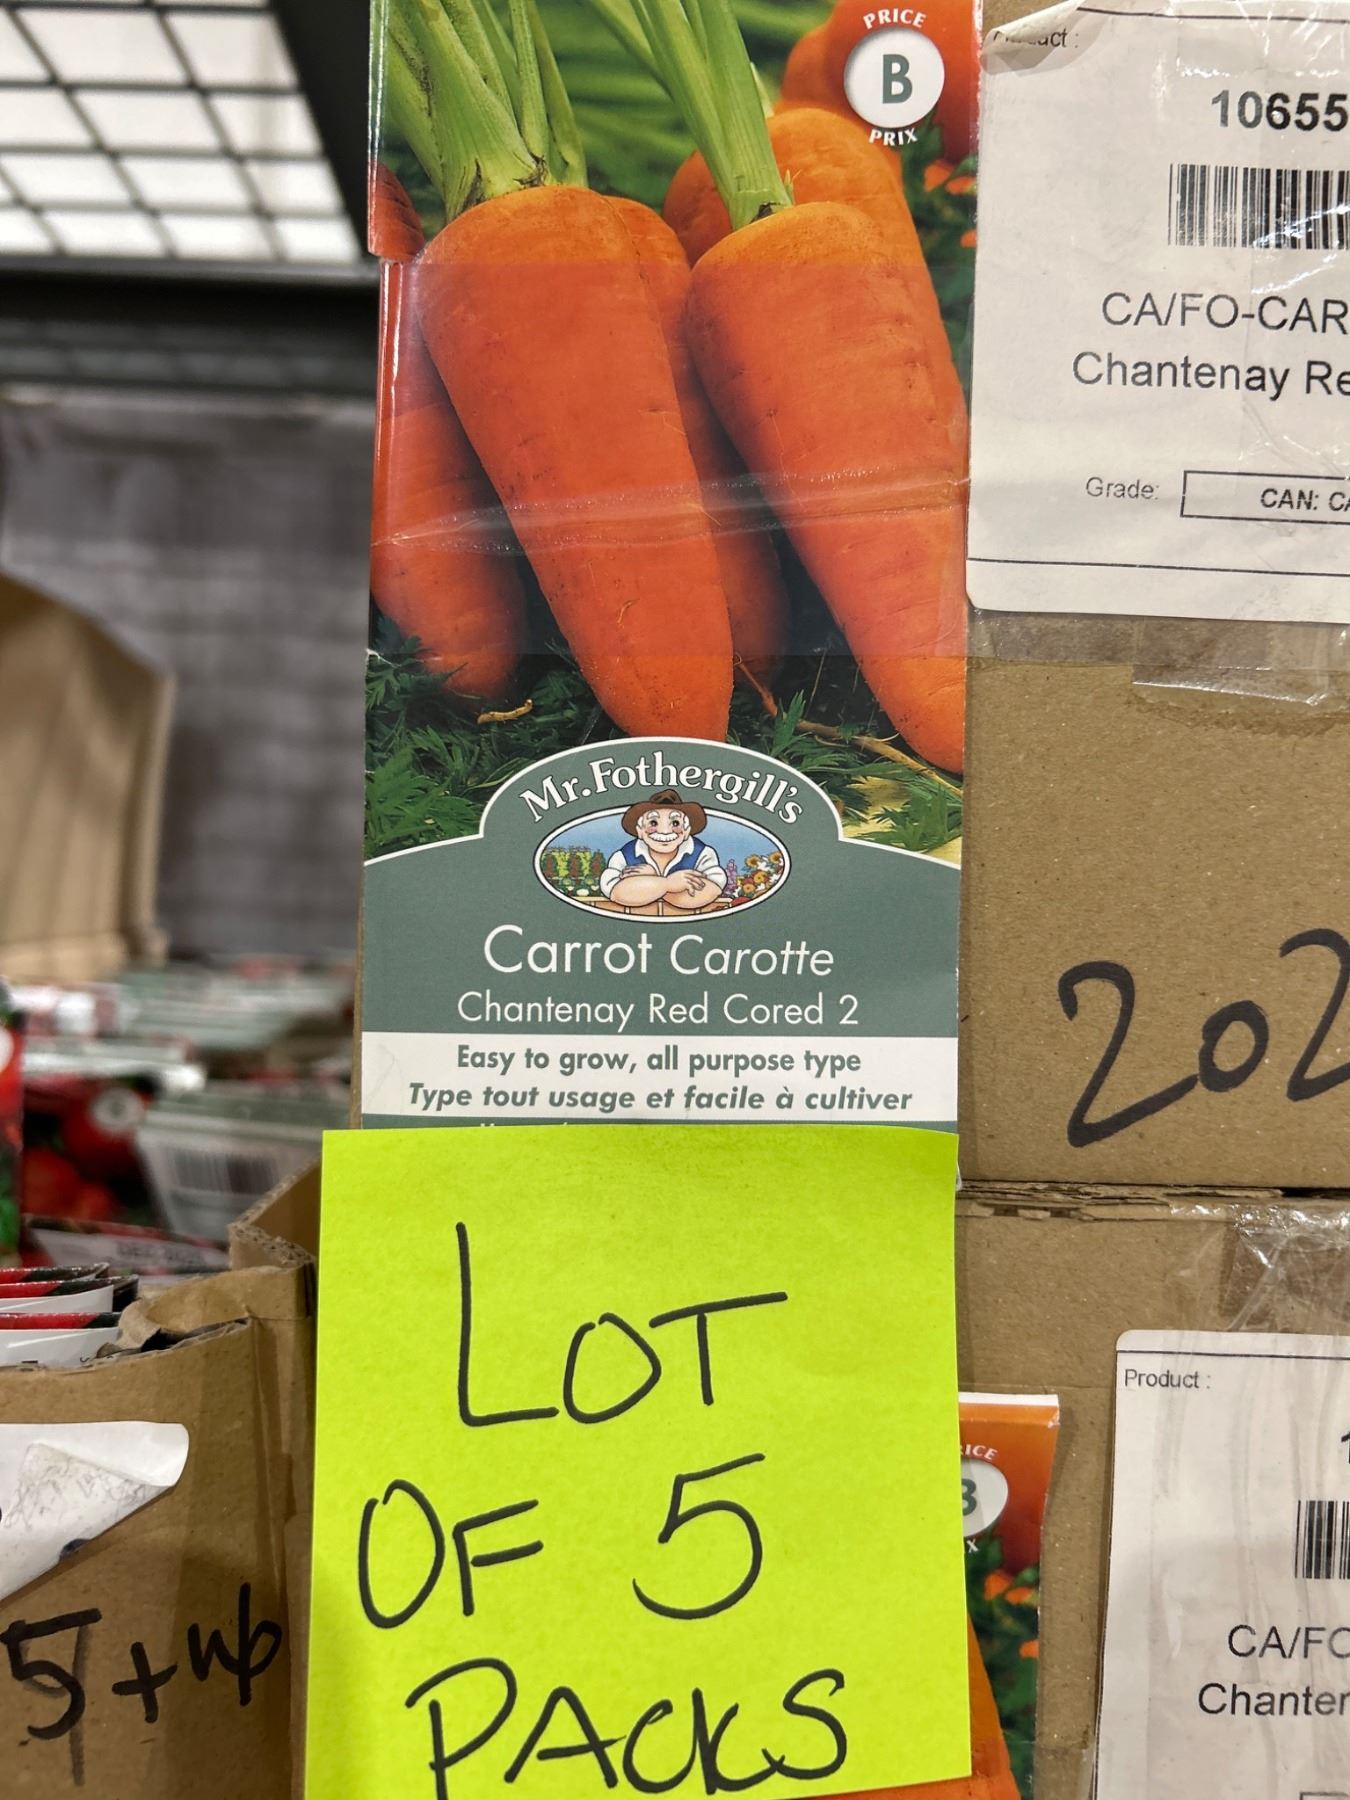 PRICE
B
PRIX
Mr. Fothergill's
Carrot Carotte
Chantenay Red Cored 2
Easy to grow, all purpose type
Type tout usage et facile à cultiver
LOT
OF 5
PACKS
10655
CA/FO-CAR
Chantenay Re
Grade:
CAN: CA
202
Product :
CA/FO
Chanten
5+up